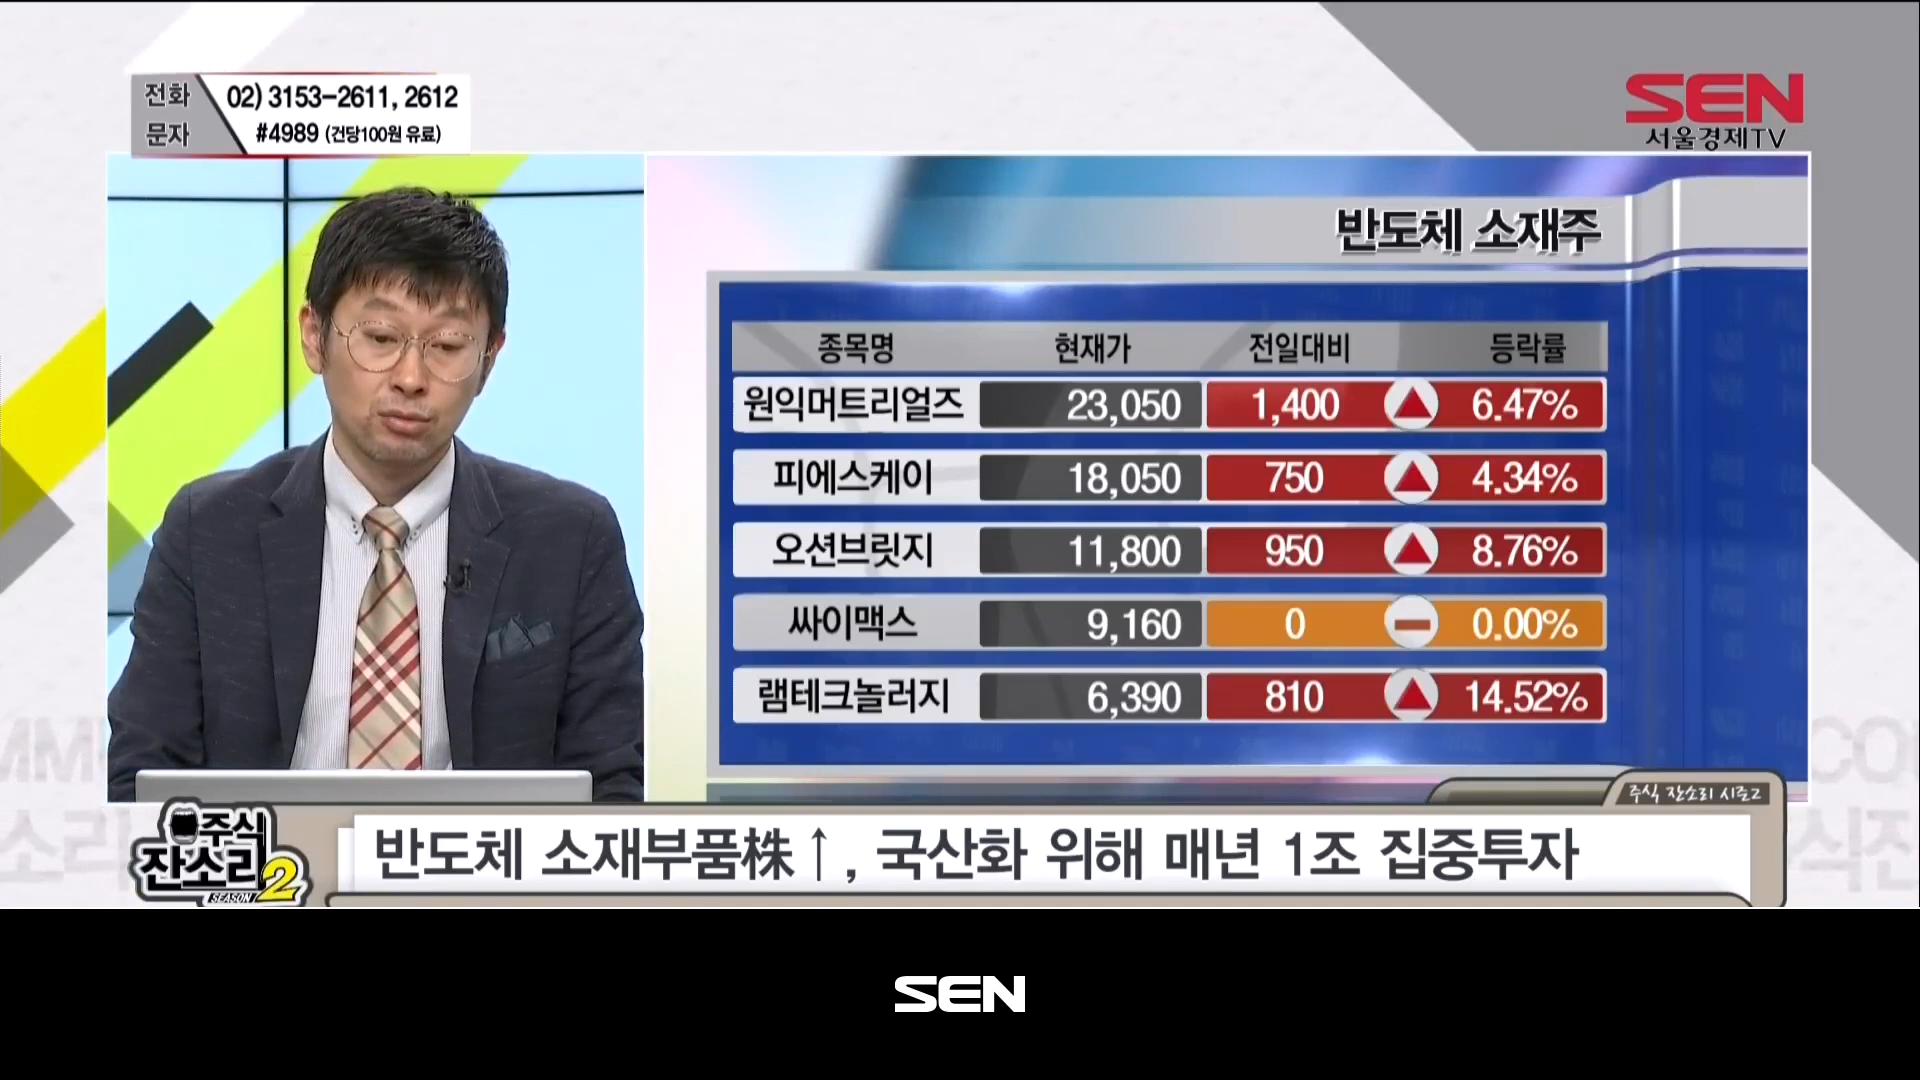 전화 02) 3153-2611, 2612
문자 #4989 (건당100원 유료)
SEN
서울경제TV
반도체 소재주
종목명 현재가 전일대비 등락률
원익머트리얼즈 23,050 1,400 ▲ 6.47%
피에스케이 18,050 750 ▲ 4.34%
오션브릿지 11,800 950 ▲ 8.76%
싸이맥스 9,160 0 - 0.00%
램테크놀러지 6,390 810 ▲ 14.52%
주식 잔소리 시즌2
주식
잔소리 2
SEASON
반도체 소재부품株↑, 국산화 위해 매년 1조 집중투자
SEN